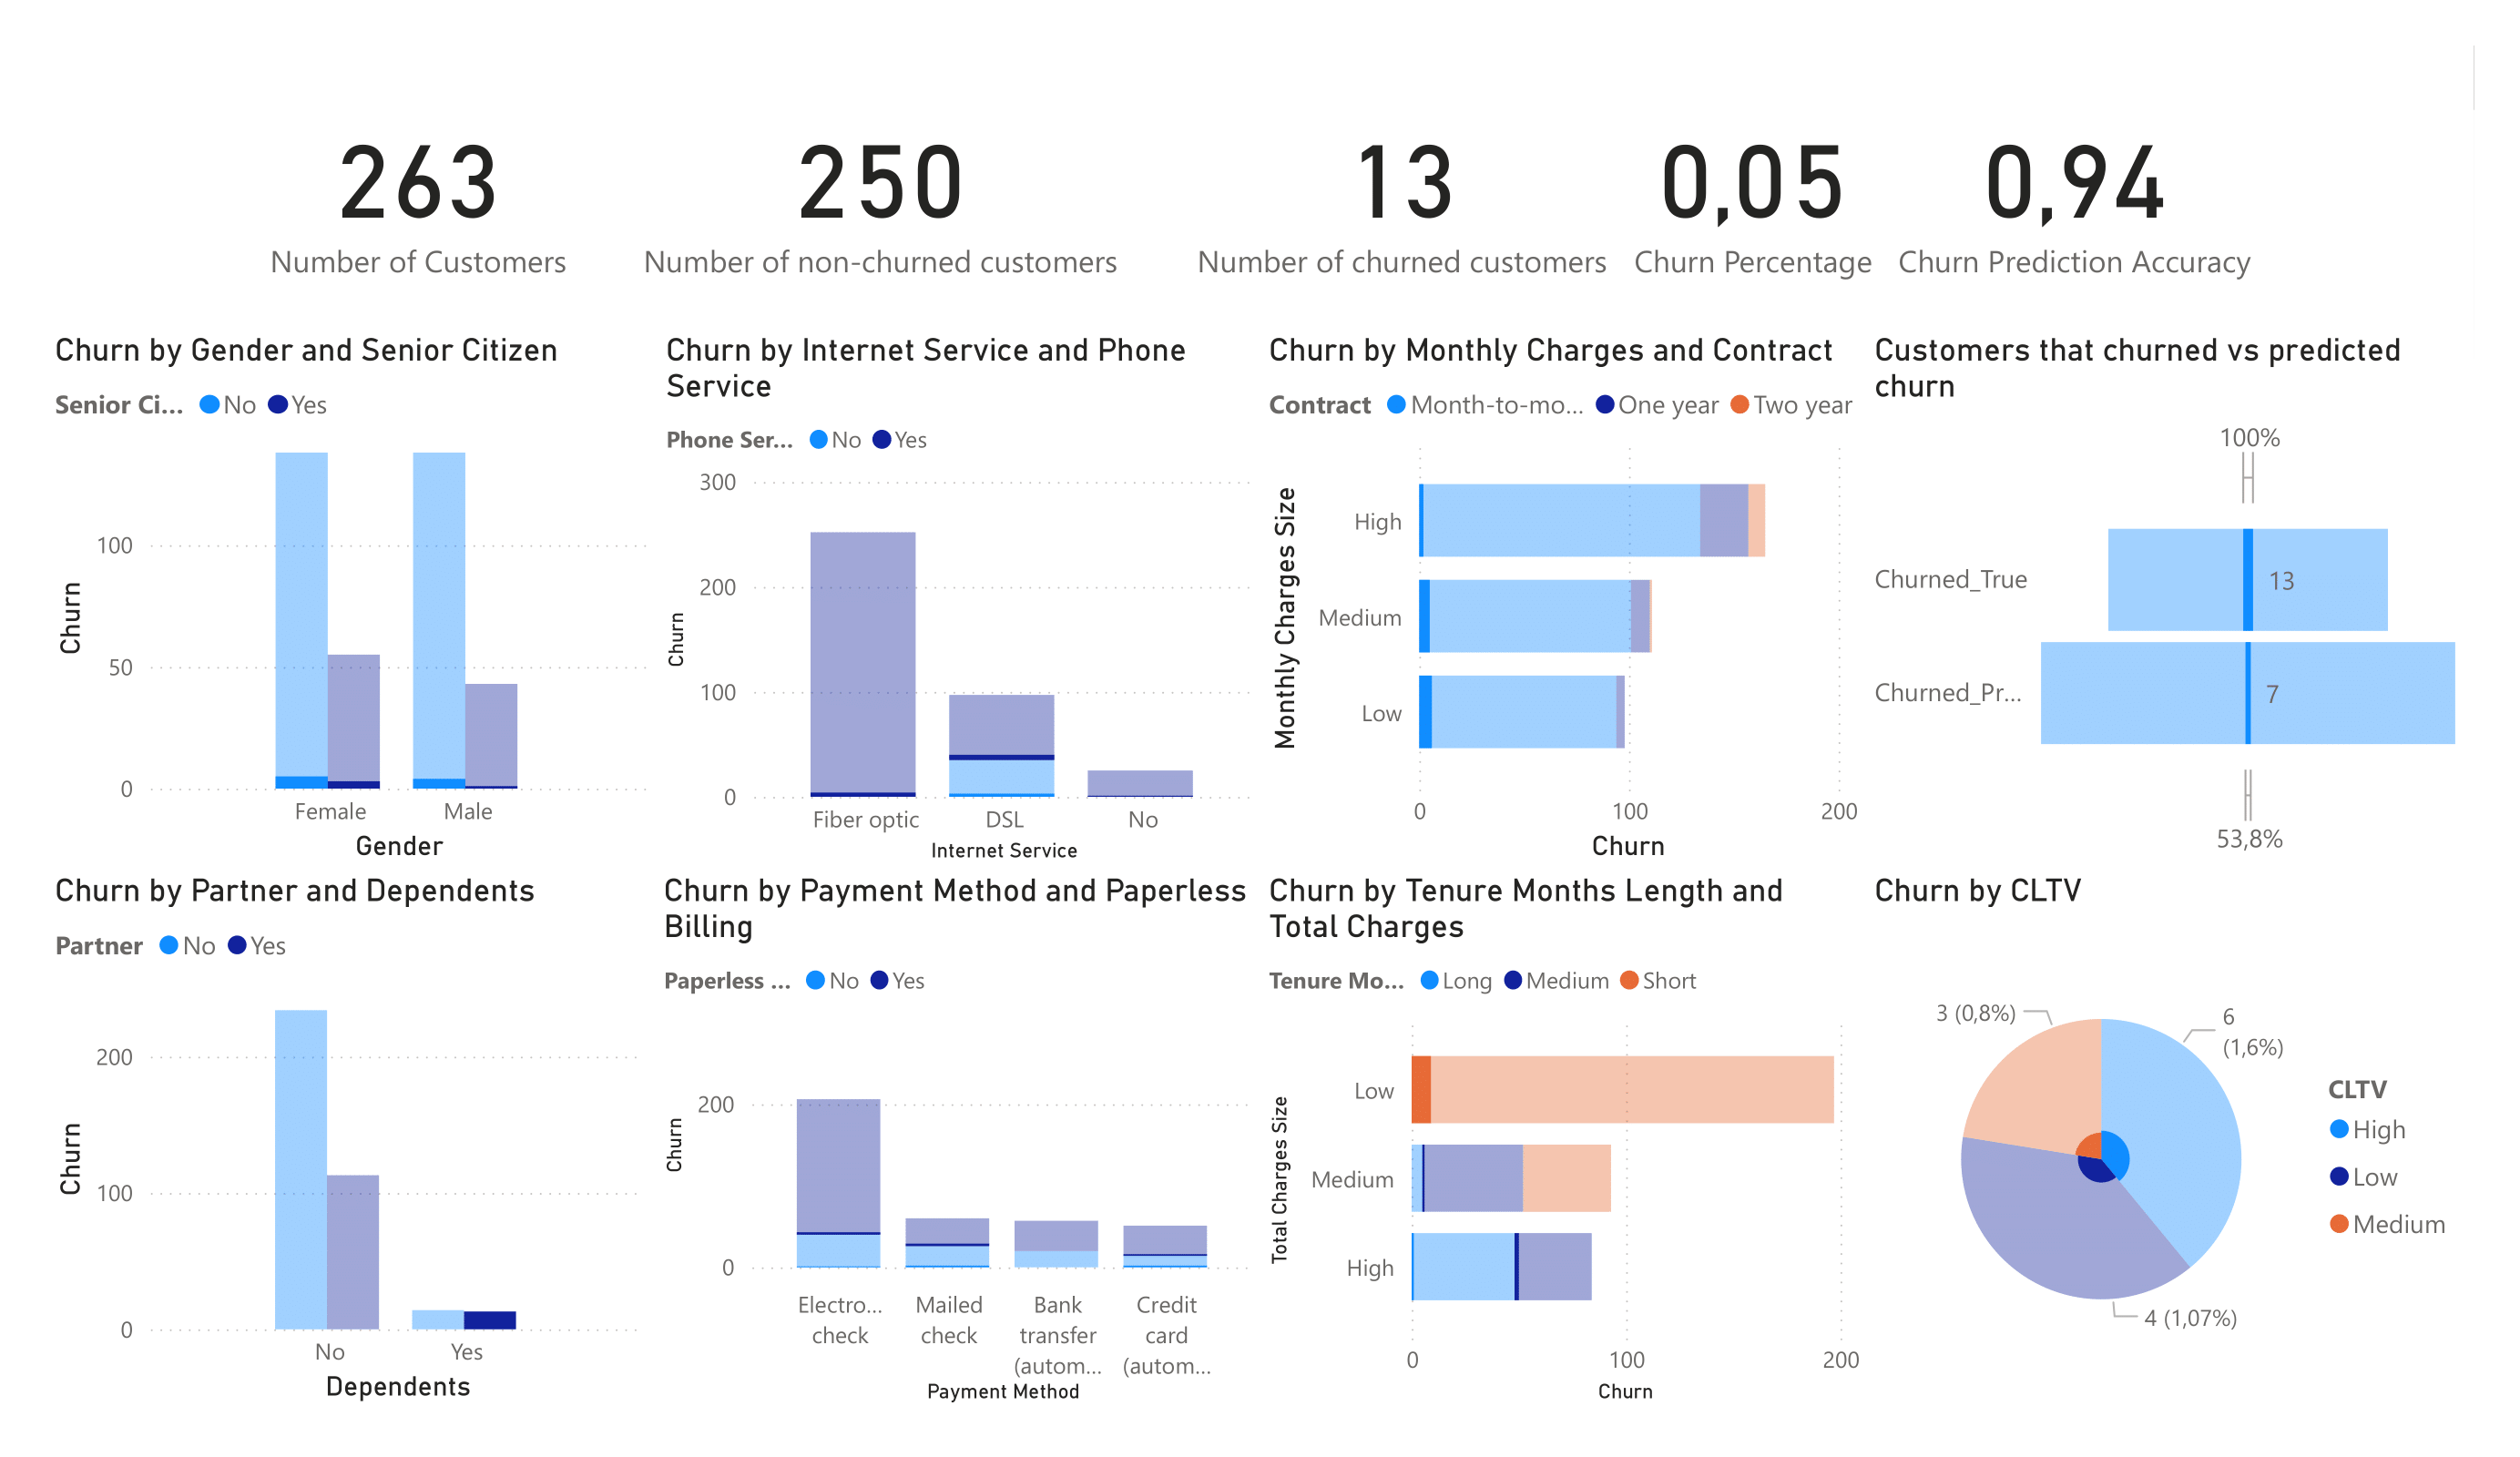 263
Number of Customers
250
Number of non-churned customers
13
Number of churned customers
0,05
Churn Percentage
0,94
Churn Prediction Accuracy
Churn by Gender and Senior Citizen
Senior Ci... No Yes
100
50
0
Churn
Female Male
Gender
Churn by Internet Service and Phone
Service
Phone Ser... No Yes
300
200
100
0
Churn
Fiber optic DSL No
Internet Service
Churn by Monthly Charges and Contract
Contract Month-to-mo... One year Two year
Monthly Charges Size
High
Medium
Low
0 100 200
Churn
Customers that churned vs predicted
churn
100%
Churned_True 13
Churned_Pr... 7
53,8%
Churn by Partner and Dependents
Partner No Yes
200
100
0
Churn
No Yes
Dependents
Churn by Payment Method and Paperless
Billing
Paperless ... No Yes
200
0
Churn
Electro...
check
Mailed
check
Bank
transfer
(autom...
Credit
card
(autom...
Payment Method
Churn by Tenure Months Length and
Total Charges
Tenure Mo... Long Medium Short
Total Charges Size
Low
Medium
High
0 100 200
Churn
Churn by CLTV
3 (0,8%)
6
(1,6%)
4 (1,07%)
CLTV
High
Low
Medium